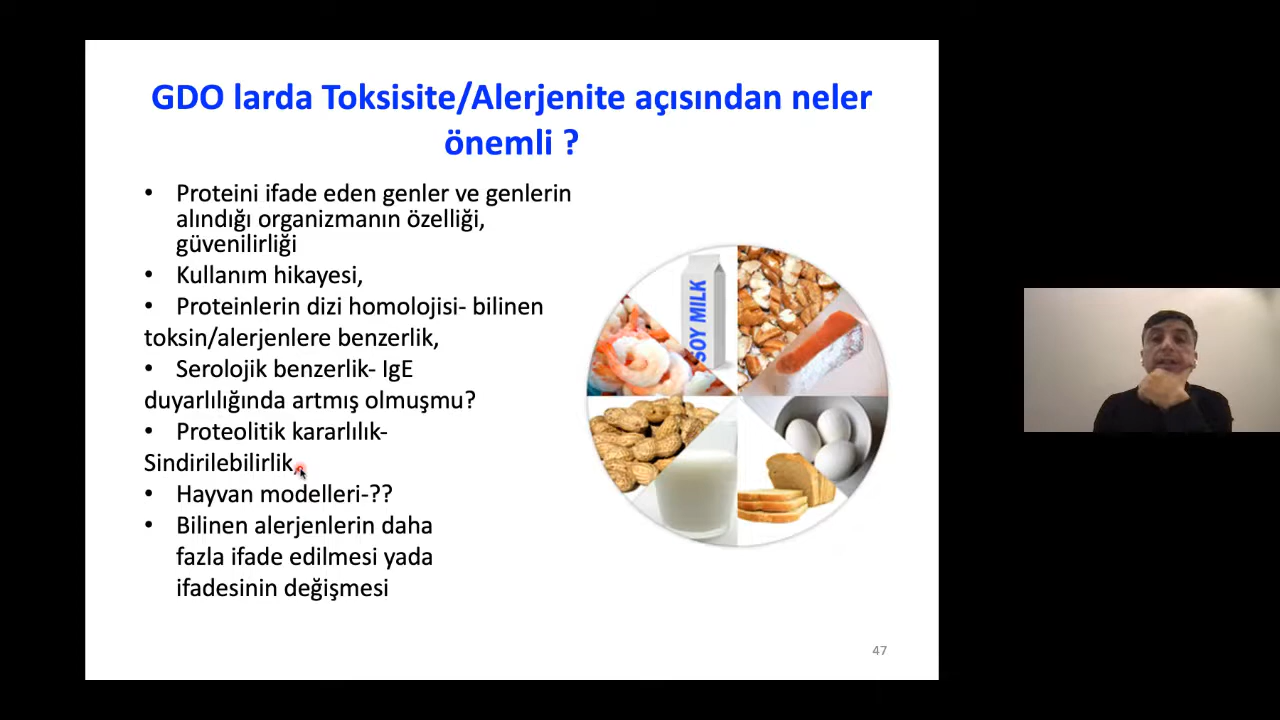 GDO larda Toksisite/Alerjenite açısından neler
önemli ?
• Proteini ifade eden genler ve genlerin
alındığı organizmanın özelliği,
güvenilirliği
• Kullanım hikayesi,
• Proteinlerin dizi homolojisi- bilinen
toksin/alerjenlere benzerlik,
• Serolojik benzerlik- IgE
duyarlılığında artmış olmuşmu?
• Proteolitik kararlılık-
Sindirilebilirlik
• Hayvan modelleri-??
• Bilinen alerjenlerin daha
fazla ifade edilmesi yada
ifadesinin değişmesi
SOY MILK
47